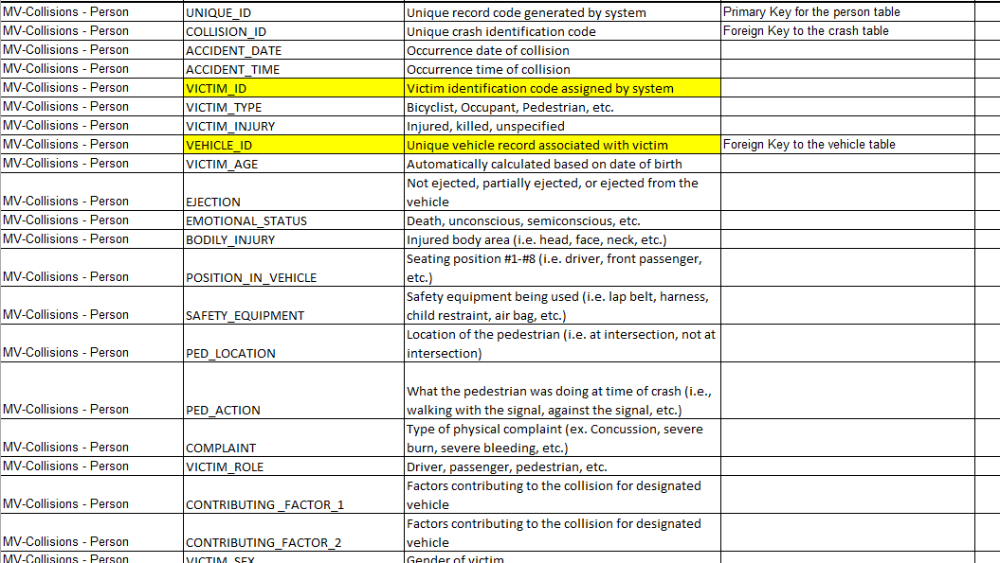 MV-Collisions - Person UNIQUE_ID Unique record code generated by system Primary Key for the person table
MV-Collisions - Person COLLISION_ID Unique crash identification code Foreign Key to the crash table
MV-Collisions - Person ACCIDENT_DATE Occurrence date of collision
MV-Collisions - Person ACCIDENT_TIME Occurrence time of collision
MV-Collisions - Person VICTIM_ID Victim identification code assigned by system
MV-Collisions - Person VICTIM_TYPE Bicyclist, Occupant, Pedestrian, etc.
MV-Collisions - Person VICTIM_INJURY Injured, killed, unspecified
MV-Collisions - Person VEHICLE_ID Unique vehicle record associated with victim Foreign Key to the vehicle table
MV-Collisions - Person VICTIM_AGE Automatically calculated based on date of birth
Not ejected, partially ejected, or ejected from the
MV-Collisions - Person EJECTION vehicle
MV-Collisions - Person EMOTIONAL_STATUS Death, unconscious, semiconscious, etc.
MV-Collisions - Person BODILY_INJURY Injured body area (i.e. head, face, neck, etc.)
Seating position #1-#8 (i.e. driver, front passenger,
MV-Collisions - Person POSITION_IN_VEHICLE etc.)
Safety equipment being used (i.e. lap belt, harness,
MV-Collisions - Person SAFETY_EQUIPMENT child restraint, air bag, etc.)
Location of the pedestrian (i.e. at intersection, not at
MV-Collisions - Person PED_LOCATION intersection)
What the pedestrian was doing at time of crash (i.e.,
MV-Collisions - Person PED_ACTION walking with the signal, against the signal, etc.)
Type of physical complaint (ex. Concussion, severe
MV-Collisions - Person COMPLAINT burn, severe bleeding, etc.)
MV-Collisions - Person VICTIM_ROLE Driver, passenger, pedestrian, etc.
Factors contributing to the collision for designated
MV-Collisions - Person CONTRIBUTING _FACTOR_1 vehicle
Factors contributing to the collision for designated
MV-Collisions - Person CONTRIBUTING_FACTOR_2 vehicle
MV-Collisions - Person VICTIM_SEX Gender of victim